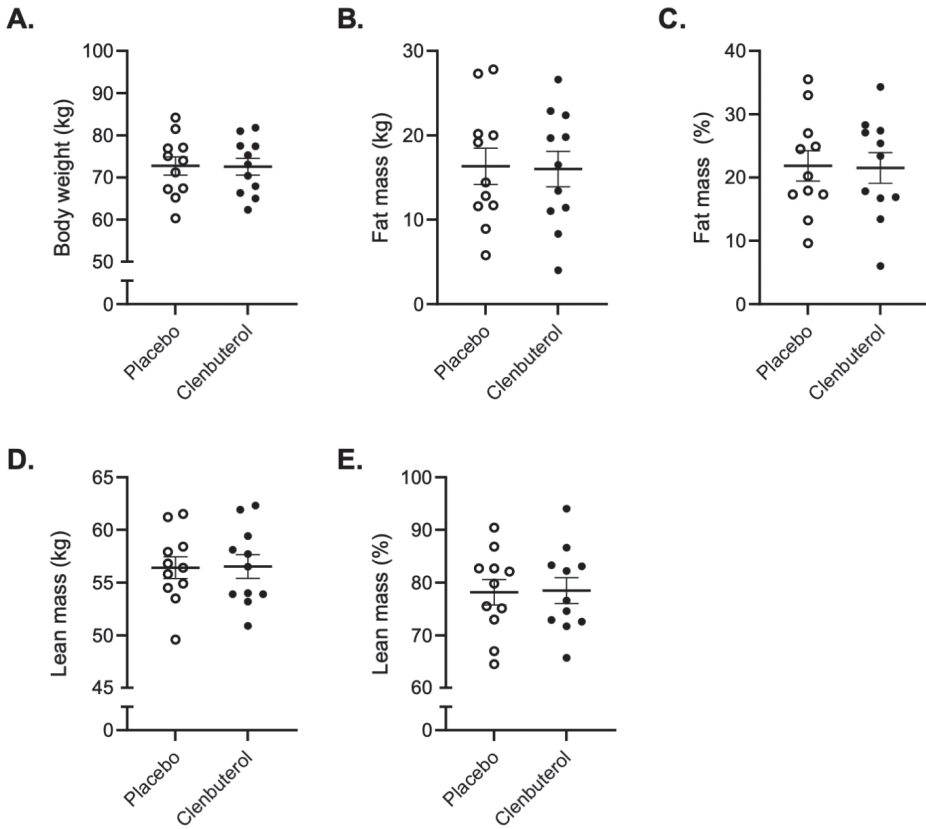 A.
Body weight (kg)
100
90
80
70
60
50
0
Placebo
Clenbuterol
B.
Fat mass (kg)
30
20
10
0
Placebo
Clenbuterol
C.
Fat mass (%)
40
30
20
10
0
Placebo
Clenbuterol
D.
Lean mass (kg)
65
60
55
50
45
0
Placebo
Clenbuterol
E.
Lean mass (%)
100
90
80
70
60
0
Placebo
Clenbuterol